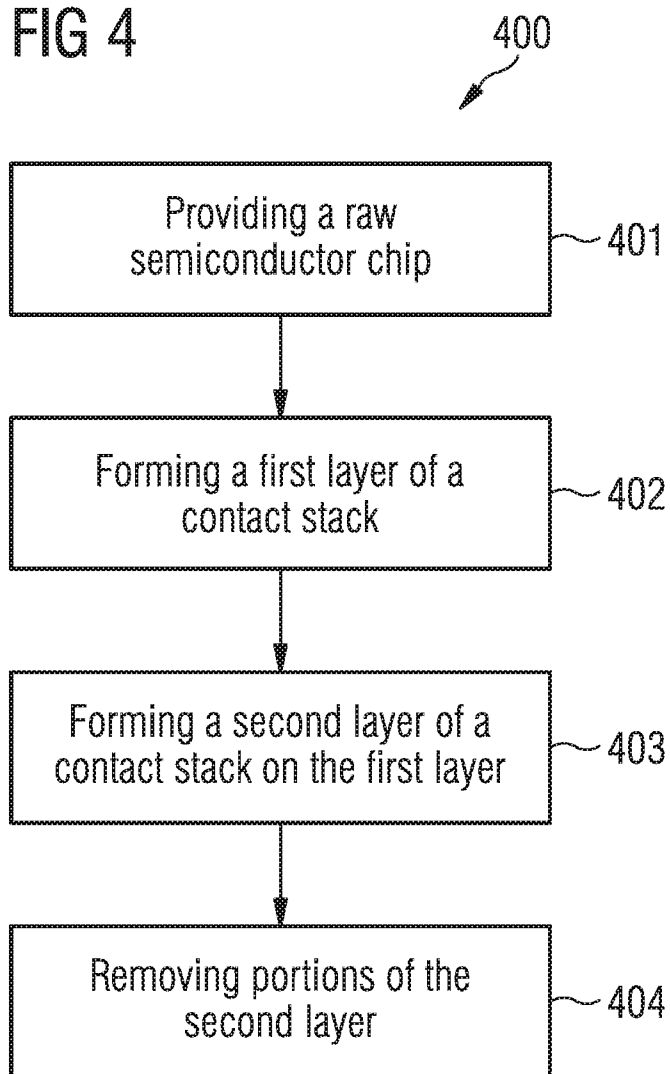 FIG 4
400
Providing a raw
semiconductor chip
401
Forming a first layer of a
contact stack
402
Forming a second layer of a
contact stack on the first layer
403
Removing portions of the
second layer
404